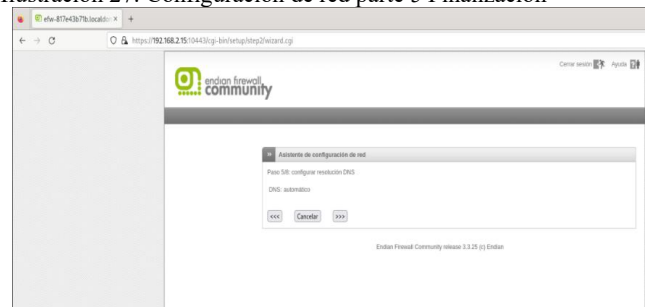 Ilustración 27. Configuración de red parte 5 Finalización
efw-817e43b71b.localdom ×
+
https://192.168.2.15:10443/cgi-bin/setup/step2/wizard.cgi
endian firewall
community
Cerrar sesión
Ayuda
>> Asistente de configuración de red
Paso 5/8: configurar resolución DNS
DNS: automático
<<<
Cancelar
>>>
Endian Firewall Community release 3.3.25 (c) Endian